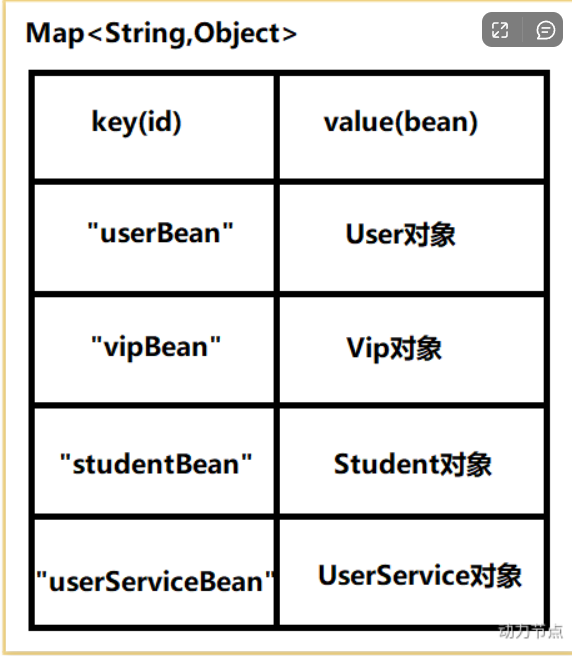 Map<String,Object>
key(id) value(bean)
"userBean" User对象
"vipBean" Vip对象
"studentBean" Student对象
"userServiceBean" UserService对象
动力节点